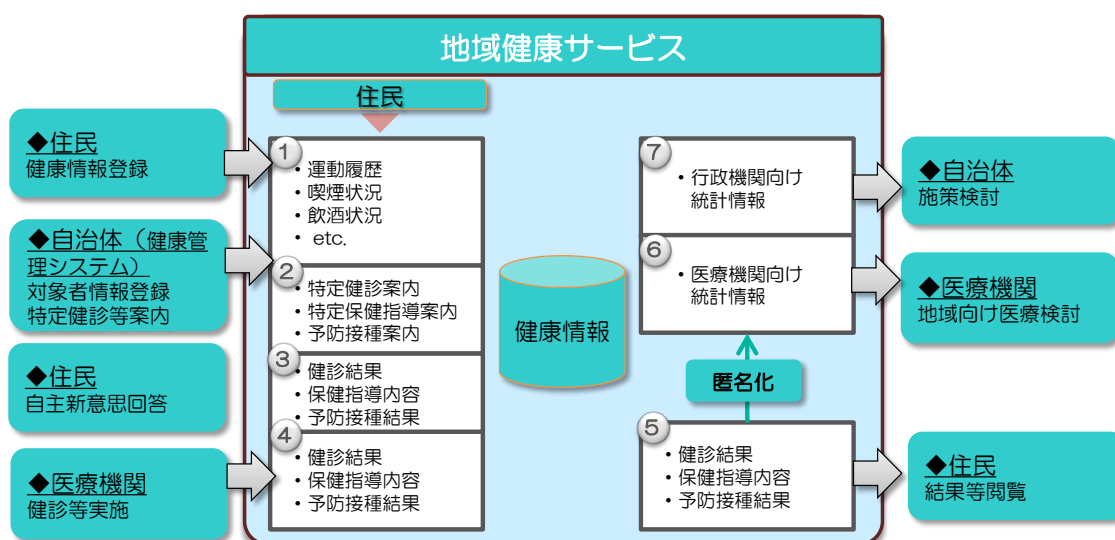 地域健康サービス
住民
◆住民
健康情報登録
◆自治体（健康管
理システム）
対象者情報登録
特定健診等案内
◆住民
自主新意思回答
◆医療機関
健診等実施
1
・運動履歴
・喫煙状況
・飲酒状況
・ etc.
2
・特定健診案内
・特定保健指導案内
・予防接種案内
3
・健診結果
・保健指導内容
・予防接種結果
4
・健診結果
・保健指導内容
・予防接種結果
健康情報
7
・行政機関向け
統計情報
6
・医療機関向け
統計情報
匿名化
5
・健診結果
・保健指導内容
・予防接種結果
◆自治体
施策検討
◆医療機関
地域向け医療検討
◆住民
結果等閲覧